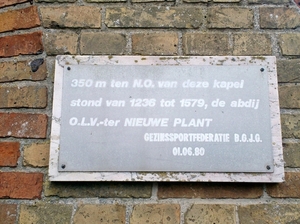 350 m ten N.O. van deze kapel
stond van 1236 tot 1579, de abdij
O.L.V.-ter NIEUWE PLANT
GEZINSSPORTFEDERATIE B.O.J.G.
01.06.80